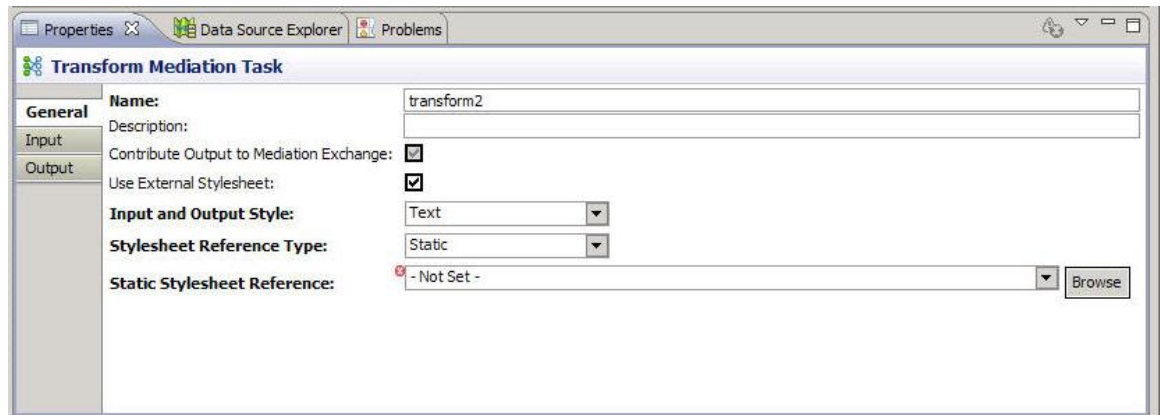 Properties Data Source Explorer Problems
Transform Mediation Task
General
Input
Output
Name: transform2
Description:
Contribute Output to Mediation Exchange:
Use External Stylesheet:
Input and Output Style: Text
Stylesheet Reference Type: Static
Static Stylesheet Reference: - Not Set - Browse